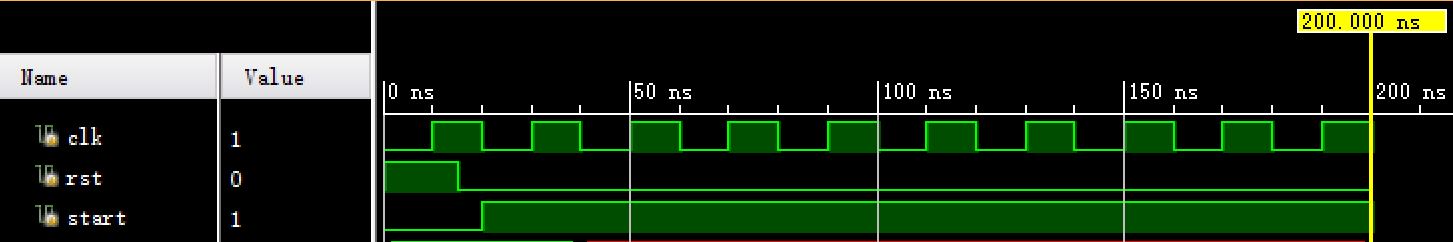 200.000 ns
Name Value
0 ns 50 ns 100 ns 150 ns 200 ns
clk 1
rst 0
start 1